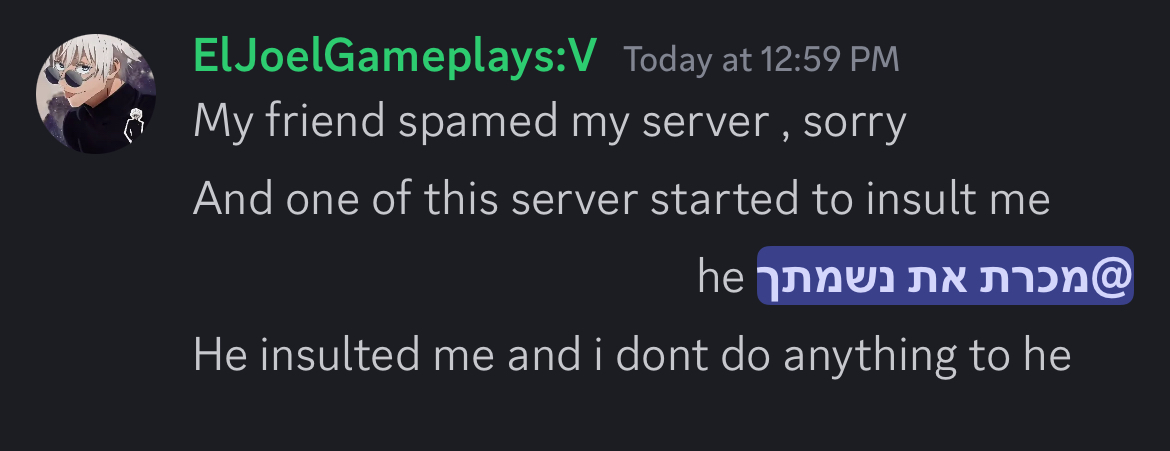 ElJoelGameplays:V Today at 12:59 PM
My friend spamed my server , sorry
And one of this server started to insult me
@מכרת את נשמתך he
He insulted me and i dont do anything to he